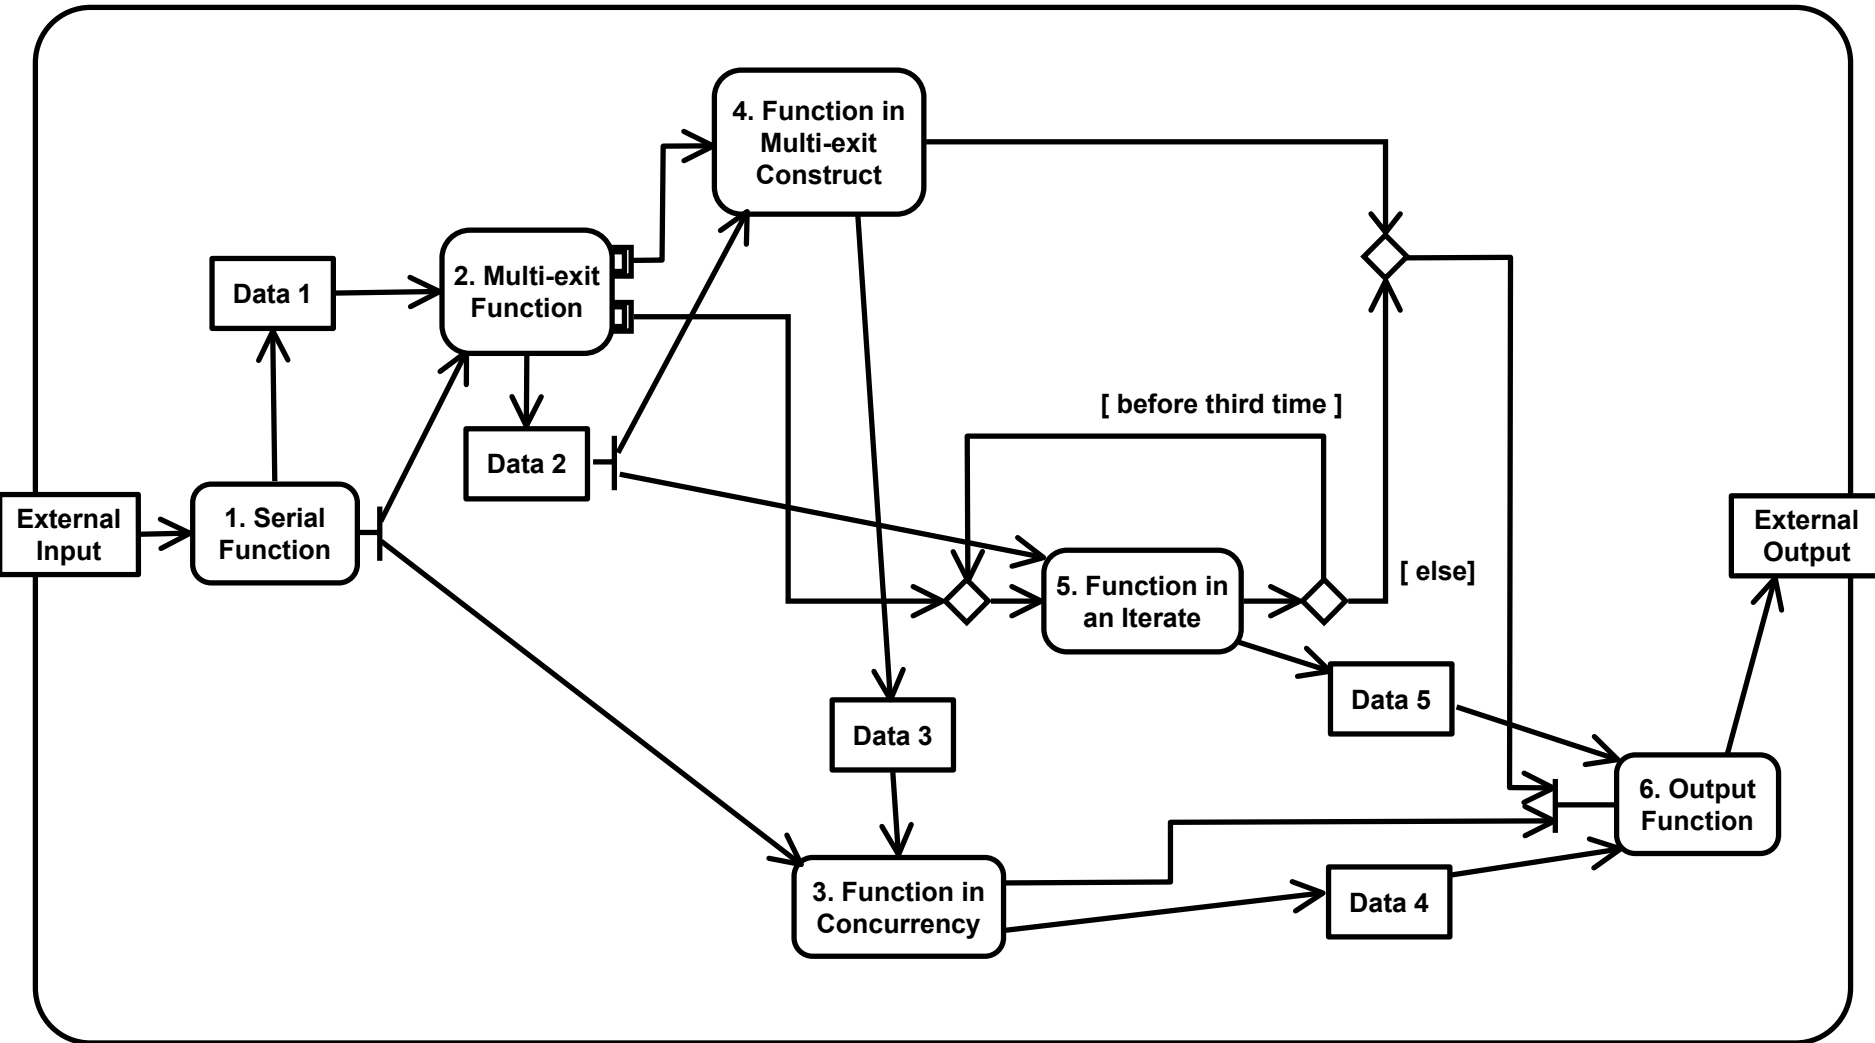 4. Function in
Multi-exit
Construct
Data 1
2. Multi-exit
Function
[ before third time ]
Data 2
External
Input
1. Serial
Function
External
Output
5. Function in
an Iterate
[ else]
Data 5
Data 3
6. Output
Function
3. Function in
Concurrency
Data 4